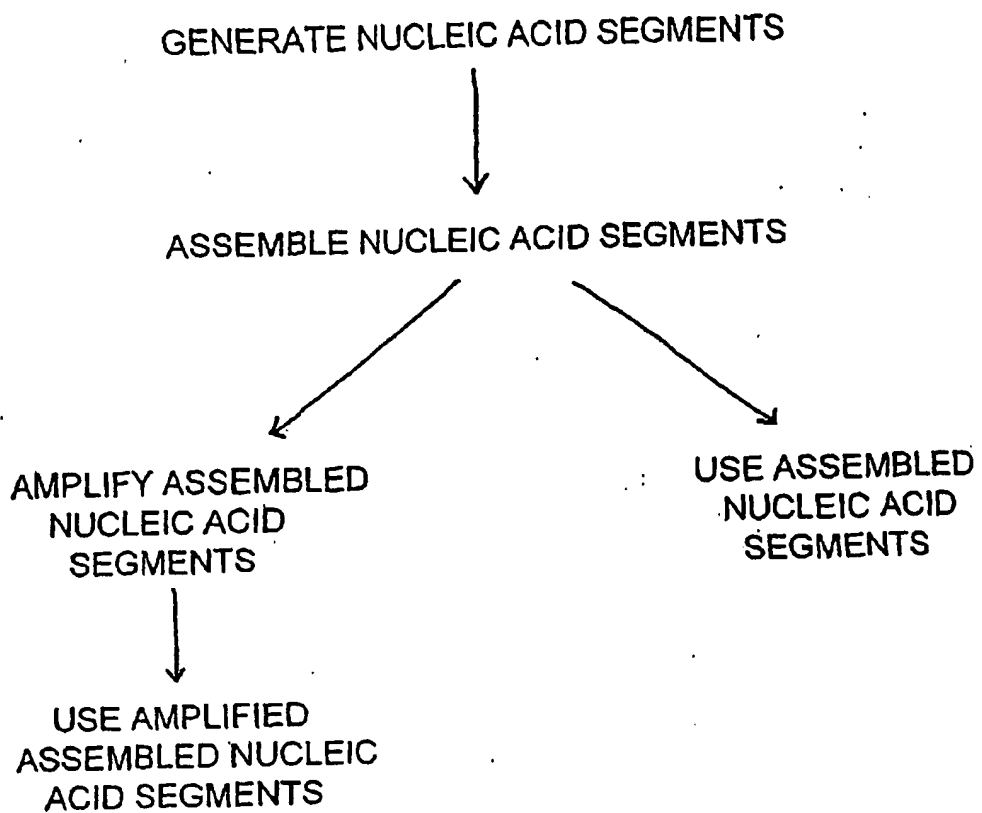 GENERATE NUCLEIC ACID SEGMENTS
ASSEMBLE NUCLEIC ACID SEGMENTS
AMPLIFY ASSEMBLED
NUCLEIC ACID
SEGMENTS
USE ASSEMBLED
NUCLEIC ACID
SEGMENTS
USE AMPLIFIED
ASSEMBLED NUCLEIC
ACID SEGMENTS